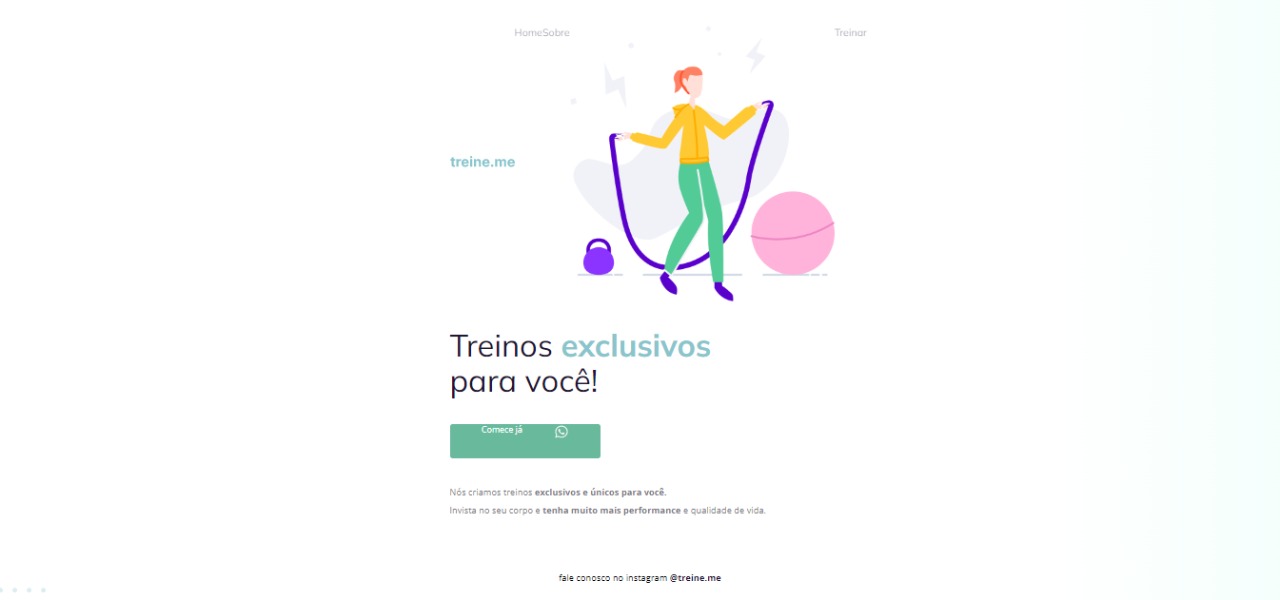 HomeSobre
Treinar
treine.me
Treinos exclusivos
para você!
Comece já
Nós criamos treinos exclusivos e únicos para você.
Invista no seu corpo e tenha muito mais performance e qualidade de vida.
fale conosco no instagram @treine.me